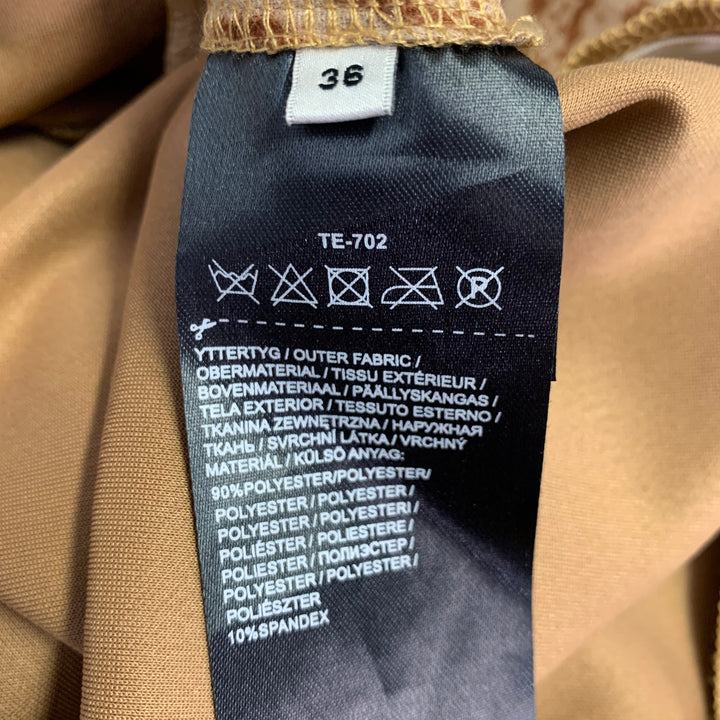 36
TE-702
YTTERTYG / OUTER FABRIC /
OBERMATERIAL / TISSU EXTÉRIEUR /
BOVENMATERIAAL / PÄÄLLYSKANGAS /
TELA EXTERIOR / TESSUTO ESTERNO /
TKANINA ZEWNĘTRZNA / НАРУЖНАЯ
ТКАНЬ / SVRCHNÍ LÁTKA / VRCHNÝ
MATERIÁL / KÜLSŐ ANYAG:
90%POLYESTER/POLYESTER/
POLYESTER / POLYESTER /
POLYESTER / POLYESTERI /
POLIÉSTER / POLIESTERE /
POLIESTER / ПОЛИЭСТЕР /
POLYESTER / POLYESTER /
POLIÉSZTER
10%SPANDEX